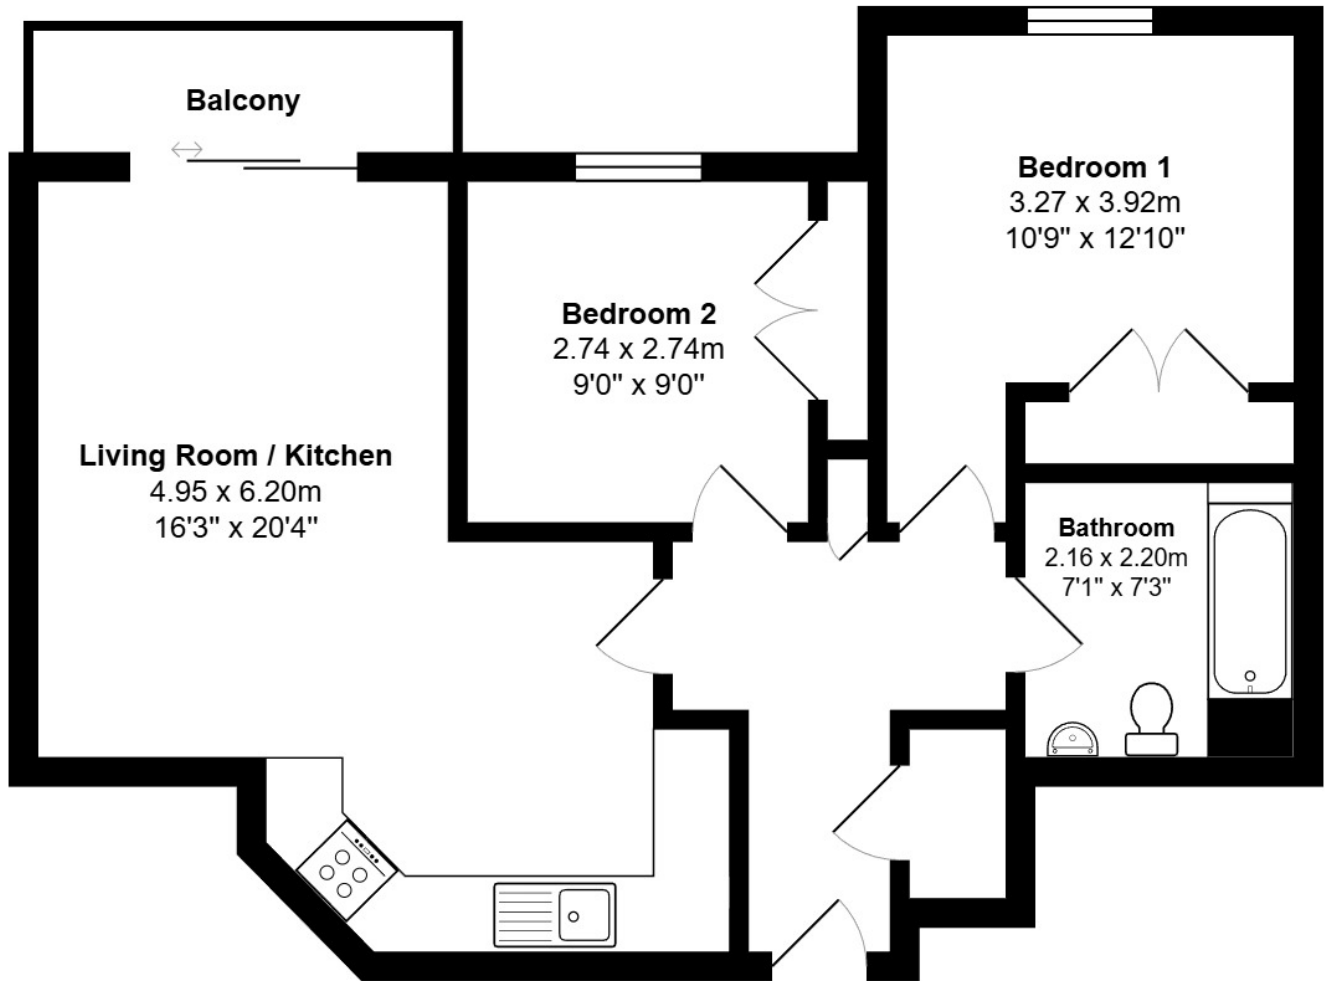 Balcony
Bedroom 1
3.27 x 3.92m
10'9" x 12'10"
Bedroom 2
2.74 x 2.74m
9'0" x 9'0"
Living Room / Kitchen
4.95 x 6.20m
16'3" x 20'4"
Bathroom
2.16 x 2.20m
7'1" x 7'3"